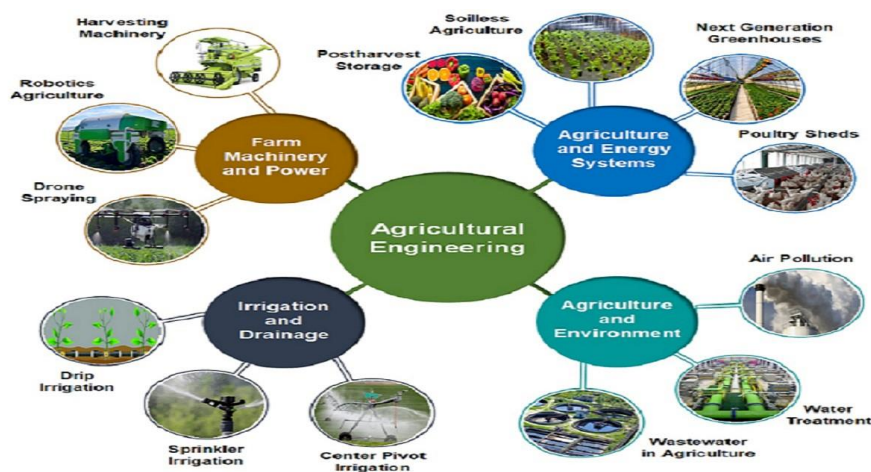 Harvesting
Machinery
Robotics
Agriculture
Drone
Spraying
Farm
Machinery
and Power
Soilless
Agriculture
Postharvest
Storage
Next Generation
Greenhouses
Poultry Sheds
Agriculture
and Energy
Systems
Agricultural
Engineering
Irrigation
and
Drainage
Drip
Irrigation
Sprinkler
Irrigation
Center Pivot
Irrigation
Agriculture
and
Environment
Air Pollution
Water
Treatment
Wastewater
in Agriculture